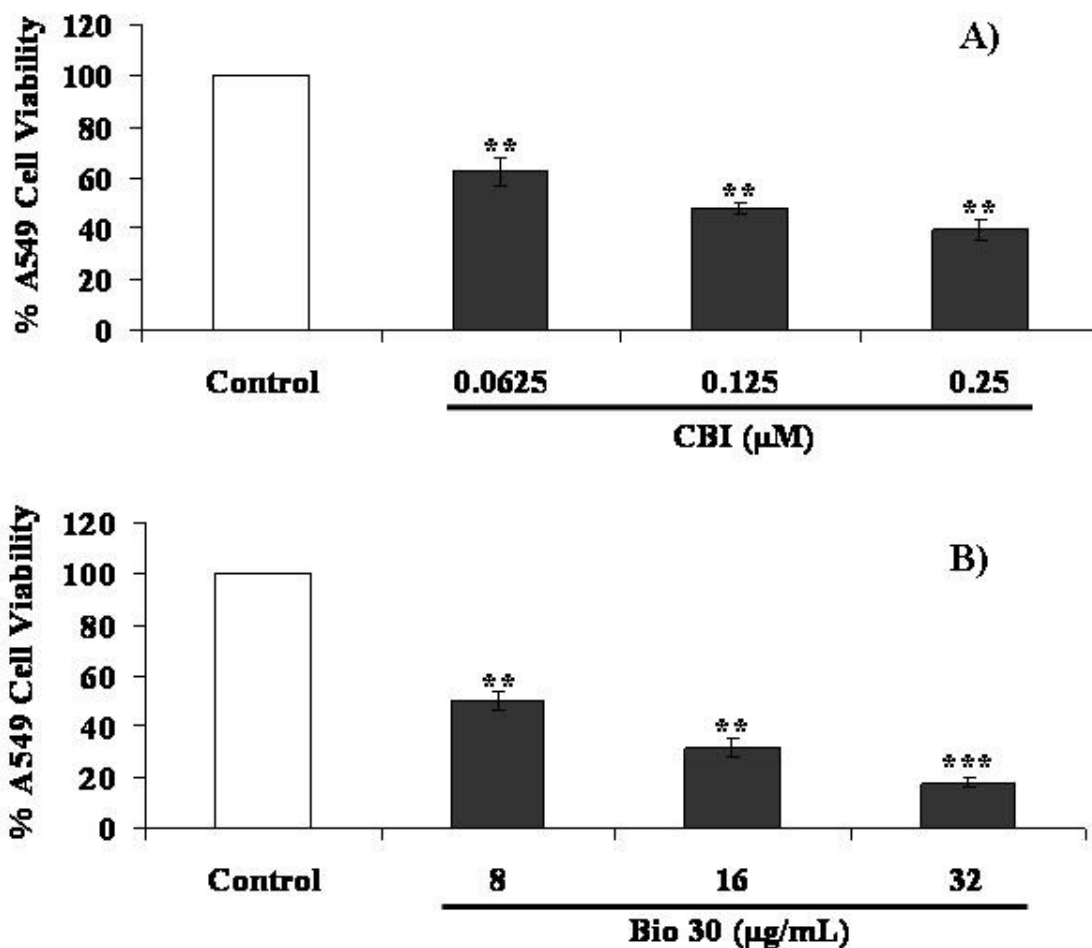 A)
% A549 Cell Viability
120
100
80
60
40
20
0
**
**
**
Control 0.0625 0.125 0.25
CBI (μM)
B)
% A549 Cell Viability
120
100
80
60
40
20
0
**
**
***
Control 8 16 32
Bio 30 (μg/mL)